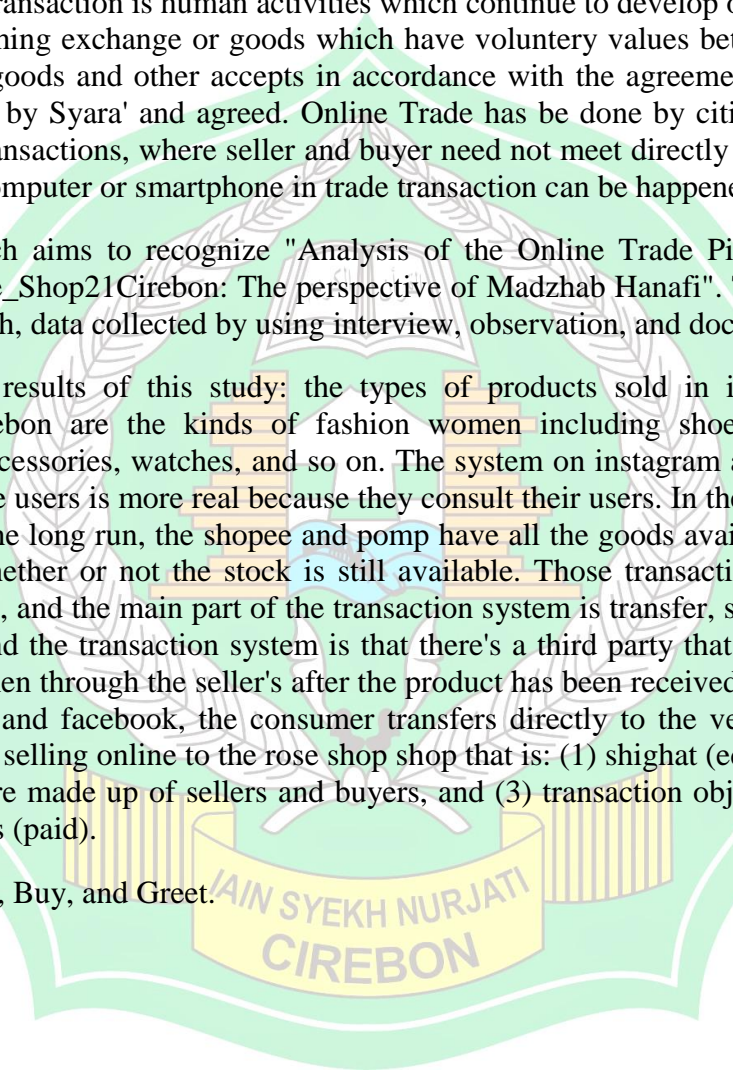 ransaction is human activities which continue to develop o
ning exchange or goods which have voluntery values bet
goods and other accepts in accordance with the agreeme
by Syara' and agreed. Online Trade has be done by citi
ansactions, where seller and buyer need not meet directly
omputer or smartphone in trade transaction can be happene
ch aims to recognize "Analysis of the Online Trade Pi
e_Shop21Cirebon: The perspective of Madzhab Hanafi".
h, data collected by using interview, observation, and doc
results of this study: the types of products sold in i
ebon are the kinds of fashion women including shoe
ccessories, watches, and so on. The system on instagram a
e users is more real because they consult their users. In the
he long run, the shopee and pomp have all the goods avai
hether or not the stock is still available. Those transacti
, and the main part of the transaction system is transfer, s
nd the transaction system is that there's a third party that
hen through the seller's after the product has been received
and facebook, the consumer transfers directly to the ve
selling online to the rose shop shop that is: (1) shighat (e
re made up of sellers and buyers, and (3) transaction obj
s (paid).
, Buy, and Greet.
IAIN SYEKH NURJATI
CIREBON